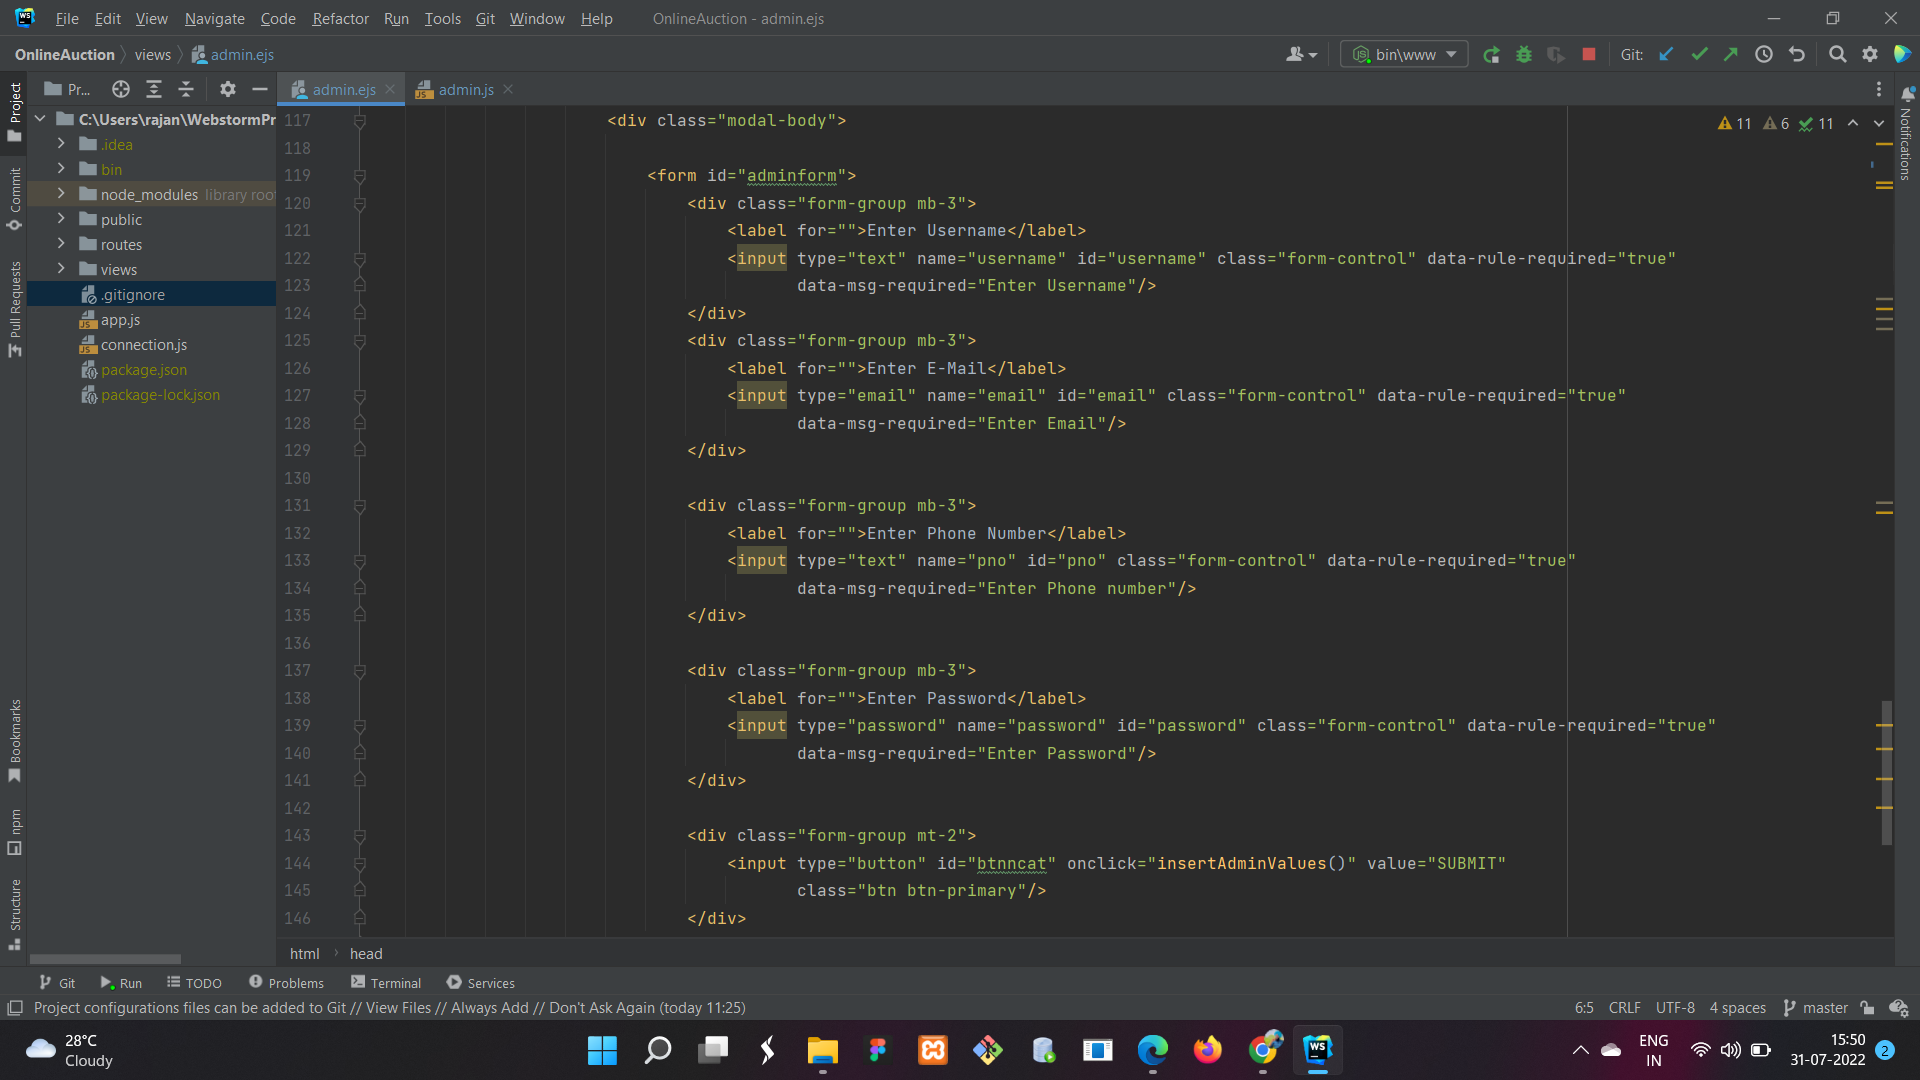 File Edit View Navigate Code Refactor Run Tools Git Window Help OnlineAuction - admin.ejs
OnlineAuction views admin.ejs bin\www Git:
Pr... admin.ejs admin.js
Project
Commit
Pull Requests
Bookmarks
npm
Structure
Notifications
C:\Users\rajan\WebstormPr
.idea
bin
node_modules library roo
public
routes
views
.gitignore
app.js
connection.js
package.json
package-lock.json
11 6 11
117 <div class="modal-body">
118
119 <form id="adminform">
120 <div class="form-group mb-3">
121 <label for="">Enter Username</label>
122 <input type="text" name="username" id="username" class="form-control" data-rule-required="true"
123 data-msg-required="Enter Username"/>
124 </div>
125 <div class="form-group mb-3">
126 <label for="">Enter E-Mail</label>
127 <input type="email" name="email" id="email" class="form-control" data-rule-required="true"
128 data-msg-required="Enter Email"/>
129 </div>
130
131 <div class="form-group mb-3">
132 <label for="">Enter Phone Number</label>
133 <input type="text" name="pno" id="pno" class="form-control" data-rule-required="true"
134 data-msg-required="Enter Phone number"/>
135 </div>
136
137 <div class="form-group mb-3">
138 <label for="">Enter Password</label>
139 <input type="password" name="password" id="password" class="form-control" data-rule-required="true"
140 data-msg-required="Enter Password"/>
141 </div>
142
143 <div class="form-group mt-2">
144 <input type="button" id="btnncat" onclick="insertAdminValues()" value="SUBMIT"
145 class="btn btn-primary"/>
146 </div>
html head
Git Run TODO Problems Terminal Services
Project configurations files can be added to Git // View Files // Always Add // Don't Ask Again (today 11:25) 6:5 CRLF UTF-8 4 spaces master
28°C
Cloudy
WS
ENG
IN
15:50
31-07-2022
2